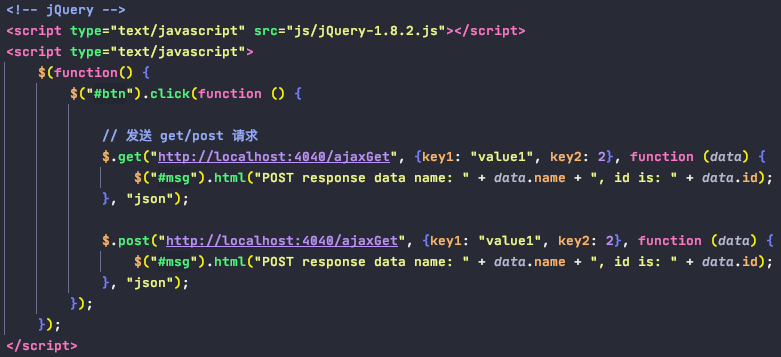 <!-- jQuery -->
<script type="text/javascript" src="js/jQuery-1.8.2.js"></script>
<script type="text/javascript">
    $(function() {
        $("#btn").click(function () {

            // 发送 get/post 请求
            $.get("http://localhost:4040/ajaxGet", {key1: "value1", key2: 2}, function (data) {
                $("#msg").html("POST response data name: " + data.name + ", id is: " + data.id);
            }, "json");

            $.post("http://localhost:4040/ajaxGet", {key1: "value1", key2: 2}, function (data) {
                $("#msg").html("POST response data name: " + data.name + ", id is: " + data.id);
            }, "json");
        });
    });
</script>